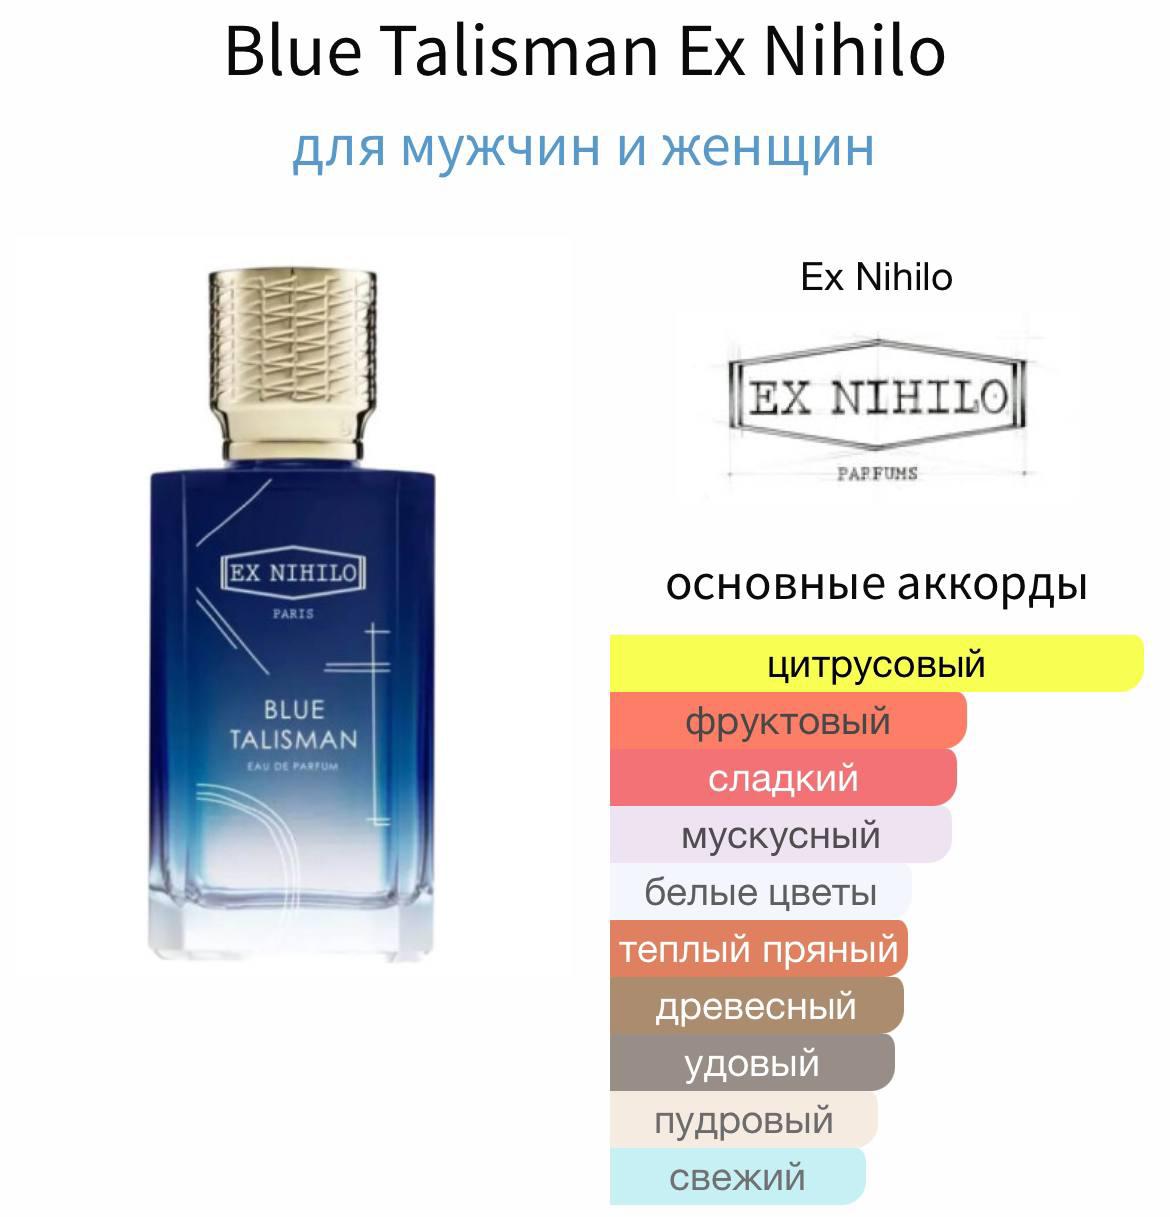 Blue Talisman Ex Nihilo
для мужчин и женщин
EX NIHILO
PARIS
BLUE
TALISMAN
EAU DE PARFUM
Ex Nihilo
EX NIHILO
PARFUMS
основные аккорды
цитрусовый
фруктовый
сладкий
мускусный
белые цветы
теплый пряный
древесный
удовый
пудровый
свежий